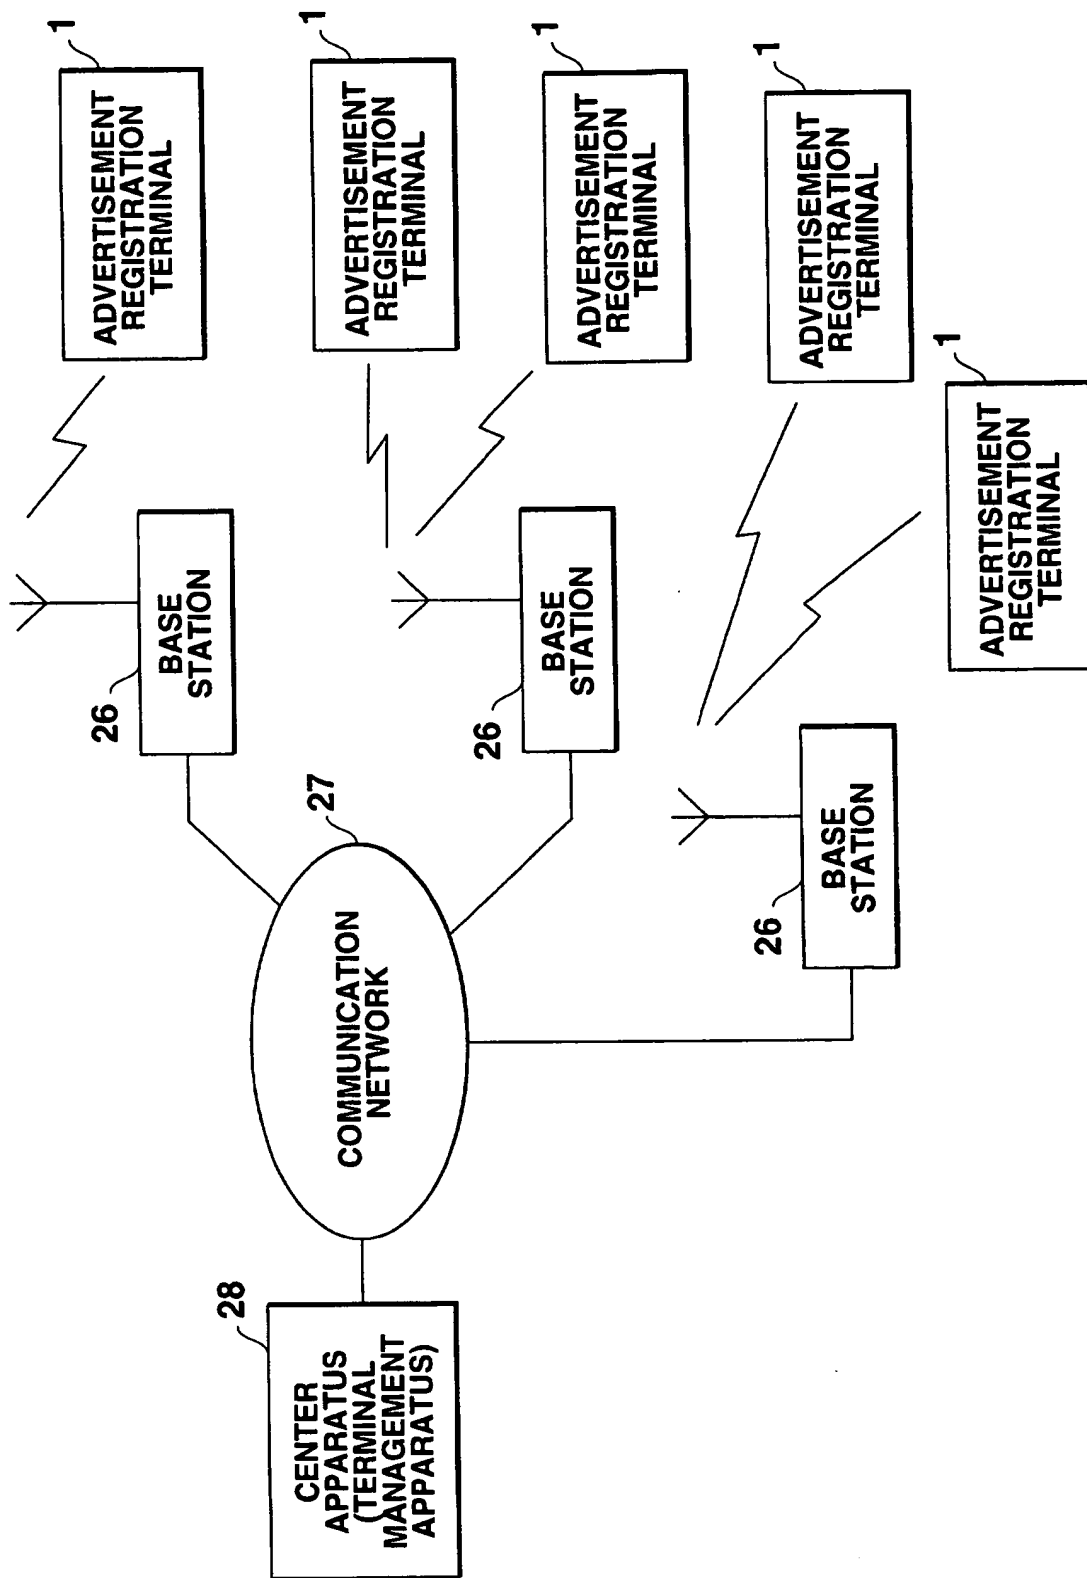 28
CENTER
APPARATUS
(TERMINAL
MANAGEMENT
APPARATUS)
27
COMMUNICATION
NETWORK
26
BASE
STATION
26
BASE
STATION
26
BASE
STATION
1
ADVERTISEMENT
REGISTRATION
TERMINAL
1
ADVERTISEMENT
REGISTRATION
TERMINAL
1
ADVERTISEMENT
REGISTRATION
TERMINAL
1
ADVERTISEMENT
REGISTRATION
TERMINAL
1
ADVERTISEMENT
REGISTRATION
TERMINAL